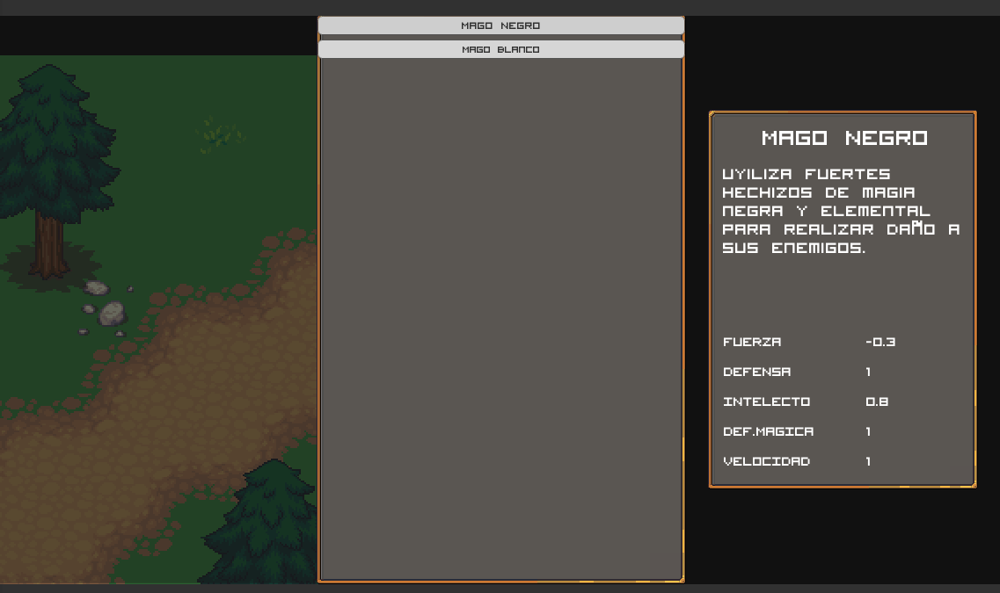 MAGO NEGRO
MAGO BLANCO
MAGO NEGRO
UYILIZA FUERTES
HECHIZOS DE MAGIA
NEGRA Y ELEMENTAL
PARA REALIZAR DAÑO A
SUS ENEMIGOS.
FUERZA -0.3
DEFENSA 1
INTELECTO 0.8
DEF.MAGICA 1
VELOCIDAD 1